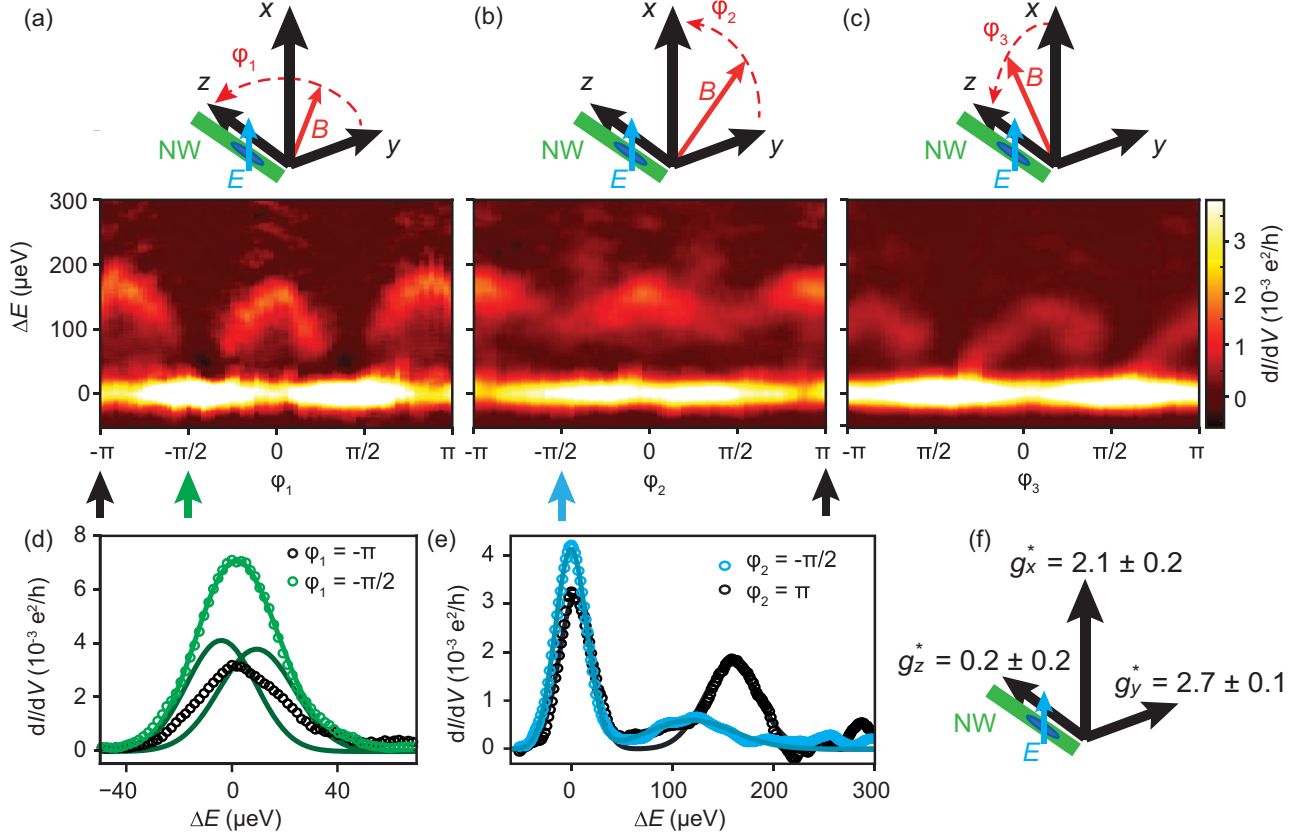 (a)
x
φ1
z
B
NW
E
y
(b)
x
φ2
z
B
NW
E
y
(c)
x
φ3
z
B
NW
E
y
ΔE (μeV)
300
200
100
0
-π
-π/2
0
π/2
π
φ1
-π
-π/2
0
π/2
π
φ2
-π
-π/2
0
π/2
π
φ3
3
2
1
0
dI/dV (10⁻³ e²/h)
(d)
dI/dV (10⁻³ e²/h)
8
6
4
2
0
φ1 = -π
φ1 = -π/2
−40
0
40
ΔE (μeV)
(e)
dI/dV (10⁻³ e²/h)
4
3
2
1
0
φ2 = -π/2
φ2 = π
0
100
200
300
ΔE (μeV)
(f)
g*x = 2.1 ± 0.2
g*z = 0.2 ± 0.2
g*y = 2.7 ± 0.1
NW
E